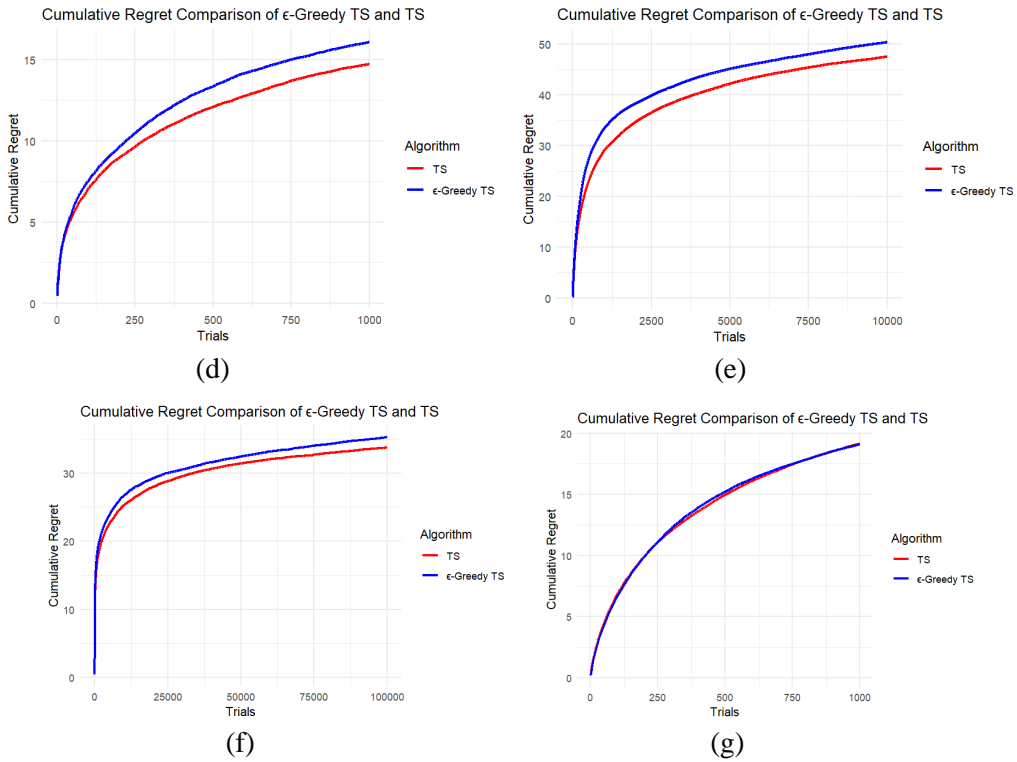 Cumulative Regret Comparison of ϵ-Greedy TS and TS
15
10
5
0
Cumulative Regret
0 250 500 750 1000
Trials
Algorithm
TS
ϵ-Greedy TS
(d)
Cumulative Regret Comparison of ϵ-Greedy TS and TS
50
40
30
20
10
0
Cumulative Regret
0 2500 5000 7500 10000
Trials
Algorithm
TS
ϵ-Greedy TS
(e)
Cumulative Regret Comparison of ϵ-Greedy TS and TS
30
20
10
0
Cumulative Regret
0 25000 50000 75000 100000
Trials
Algorithm
TS
ϵ-Greedy TS
(f)
Cumulative Regret Comparison of ϵ-Greedy TS and TS
20
15
10
5
0
Cumulative Regret
0 250 500 750 1000
Trials
Algorithm
TS
ϵ-Greedy TS
(g)